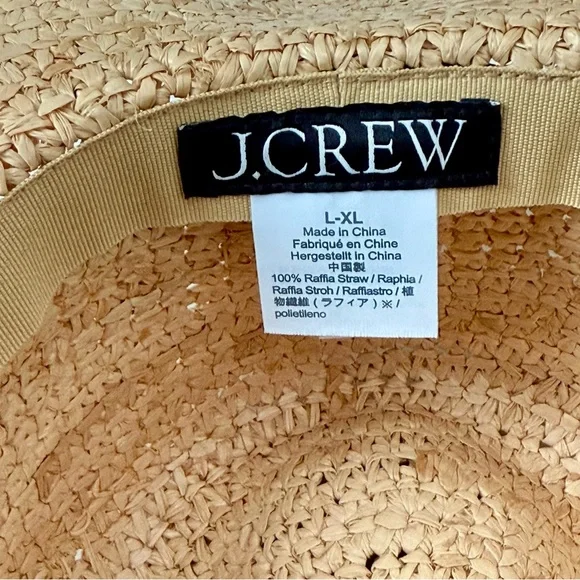 J.CREW
L-XL
Made in China
Fabriqué en Chine
Hergestellt in China
中国製
100% Raffia Straw / Raphia /
Raffia Stroh / Raffiastro / 植
物繊維 (ラフィア) ※ /
polietileno